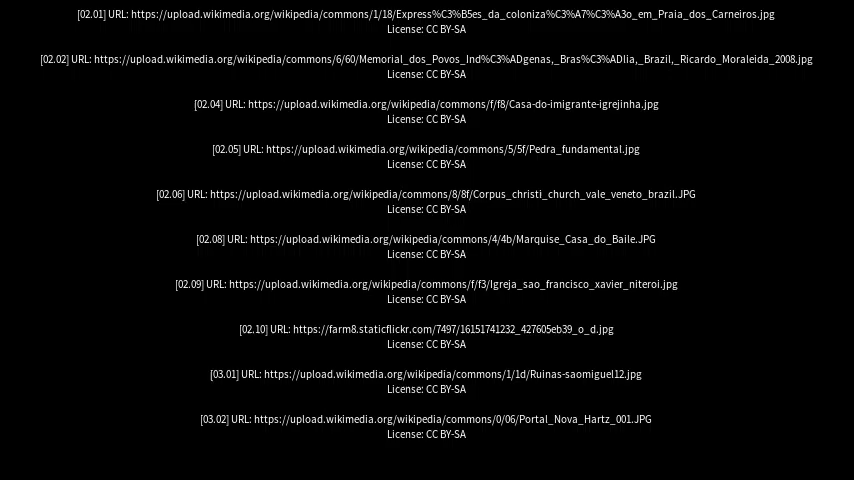 [02.01] URL: https://upload.wikimedia.org/wikipedia/commons/1/18/Express%C3%B5es_da_coloniza%C3%A7%C3%A3o_em_Praia_dos_Carneiros.jpg
License: CC BY-SA
[02.02] URL: https://upload.wikimedia.org/wikipedia/commons/6/60/Memorial_dos_Povos_Ind%C3%ADgenas,_Bras%C3%ADlia,_Brazil,_Ricardo_Moraleida_2008.jpg
License: CC BY-SA
[02.04] URL: https://upload.wikimedia.org/wikipedia/commons/f/f8/Casa-do-imigrante-igrejinha.jpg
License: CC BY-SA
[02.05] URL: https://upload.wikimedia.org/wikipedia/commons/5/5f/Pedra_fundamental.jpg
License: CC BY-SA
[02.06] URL: https://upload.wikimedia.org/wikipedia/commons/8/8f/Corpus_christi_church_vale_veneto_brazil.JPG
License: CC BY-SA
[02.08] URL: https://upload.wikimedia.org/wikipedia/commons/4/4b/Marquise_Casa_do_Baile.JPG
License: CC BY-SA
[02.09] URL: https://upload.wikimedia.org/wikipedia/commons/f/f3/Igreja_sao_francisco_xavier_niteroi.jpg
License: CC BY-SA
[02.10] URL: https://farm8.staticflickr.com/7497/16151741232_427605eb39_o_d.jpg
License: CC BY-SA
[03.01] URL: https://upload.wikimedia.org/wikipedia/commons/1/1d/Ruinas-saomiguel12.jpg
License: CC BY-SA
[03.02] URL: https://upload.wikimedia.org/wikipedia/commons/0/06/Portal_Nova_Hartz_001.JPG
License: CC BY-SA